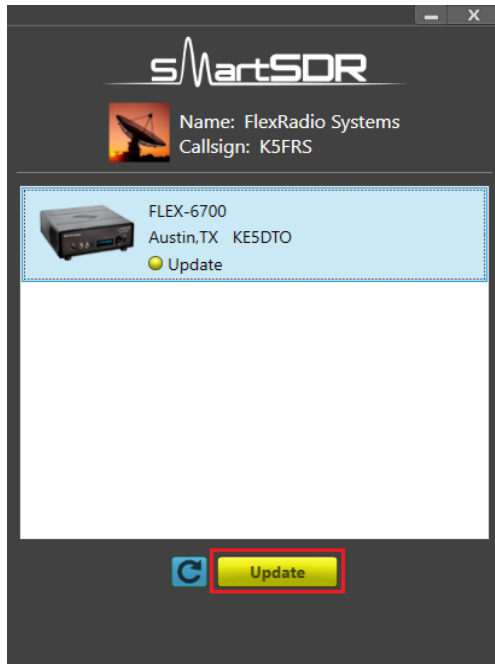 smartSDR
Name: FlexRadio Systems
Callsign: K5FRS
FLEX-6700
Austin,TX KE5DTO
Update
Update